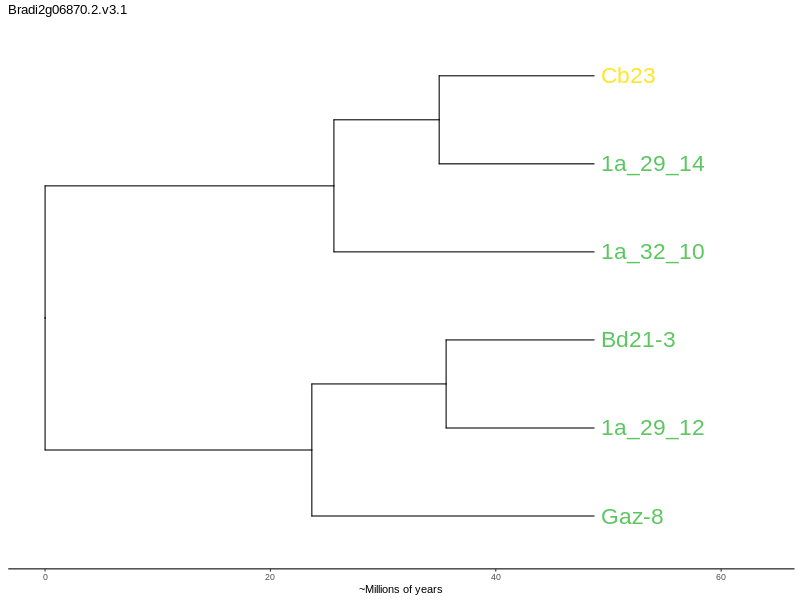 Bradi2g06870.2.v3.1
Cb23
1a_29_14
1a_32_10
Bd21-3
1a_29_12
Gaz-8
0 20 40 60
~Millions of years